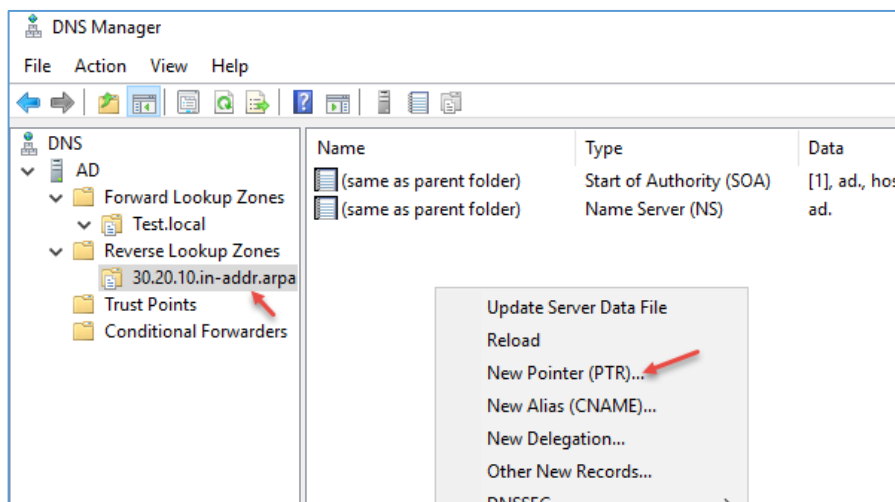 DNS Manager
File Action View Help
DNS
AD
Forward Lookup Zones
Test.local
Reverse Lookup Zones
30.20.10.in-addr.arpa
Trust Points
Conditional Forwarders
Name Type Data
(same as parent folder) Start of Authority (SOA) [1], ad., hos
(same as parent folder) Name Server (NS) ad.
Update Server Data File
Reload
New Pointer (PTR)...
New Alias (CNAME)...
New Delegation...
Other New Records...
DNSSEC